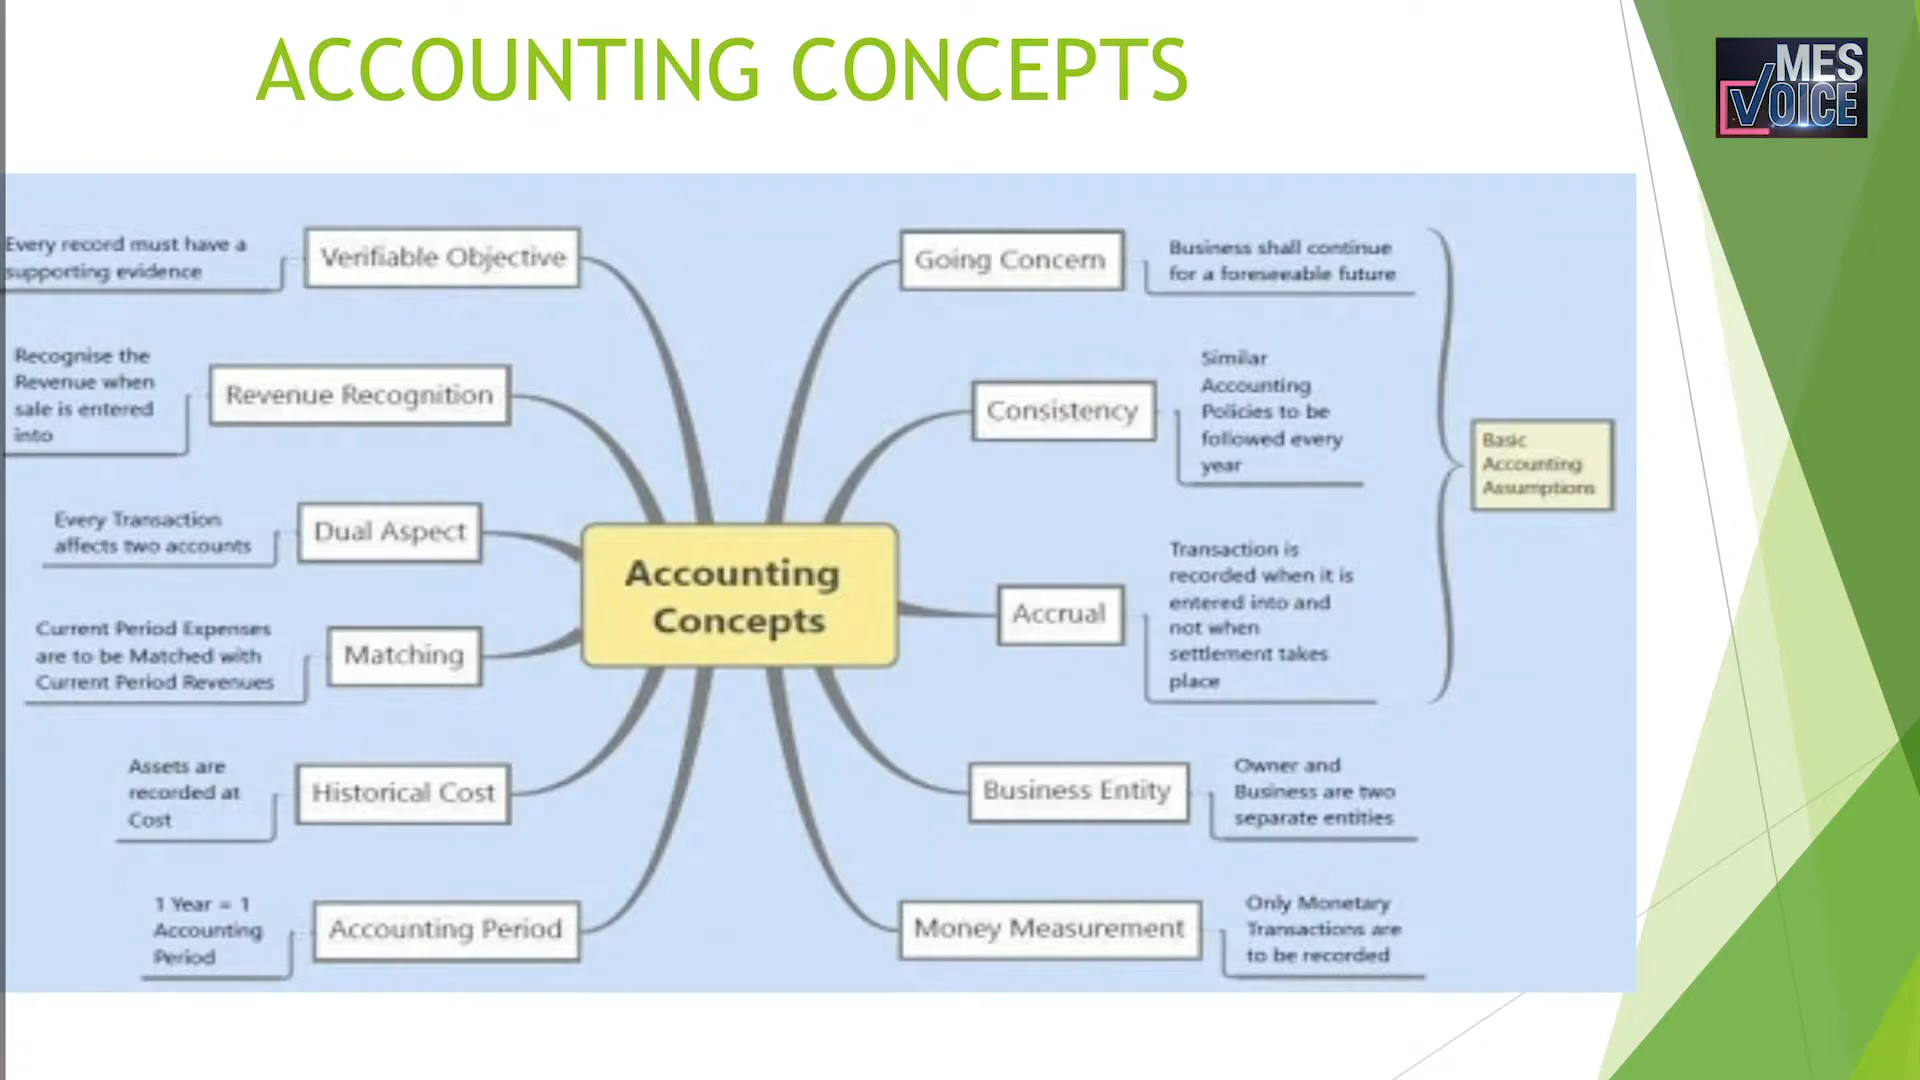 ACCOUNTING CONCEPTS
MES
VOICE
Every record must have a
supporting evidence
Verifiable Objective
Recognise the
Revenue when
sale is entered
into
Revenue Recognition
Every Transaction
affects two accounts
Dual Aspect
Current Period Expenses
are to be Matched with
Current Period Revenues
Matching
Assets are
recorded at
Cost
Historical Cost
1 Year = 1
Accounting
Period
Accounting Period
Accounting
Concepts
Going Concern
Business shall continue
for a foreseeable future
Consistency
Similar
Accounting
Policies to be
followed every
year
Accrual
Transaction is
recorded when it is
entered into and
not when
settlement takes
place
Basic
Accounting
Assumptions
Business Entity
Owner and
Business are two
separate entities
Money Measurement
Only Monetary
Transactions are
to be recorded